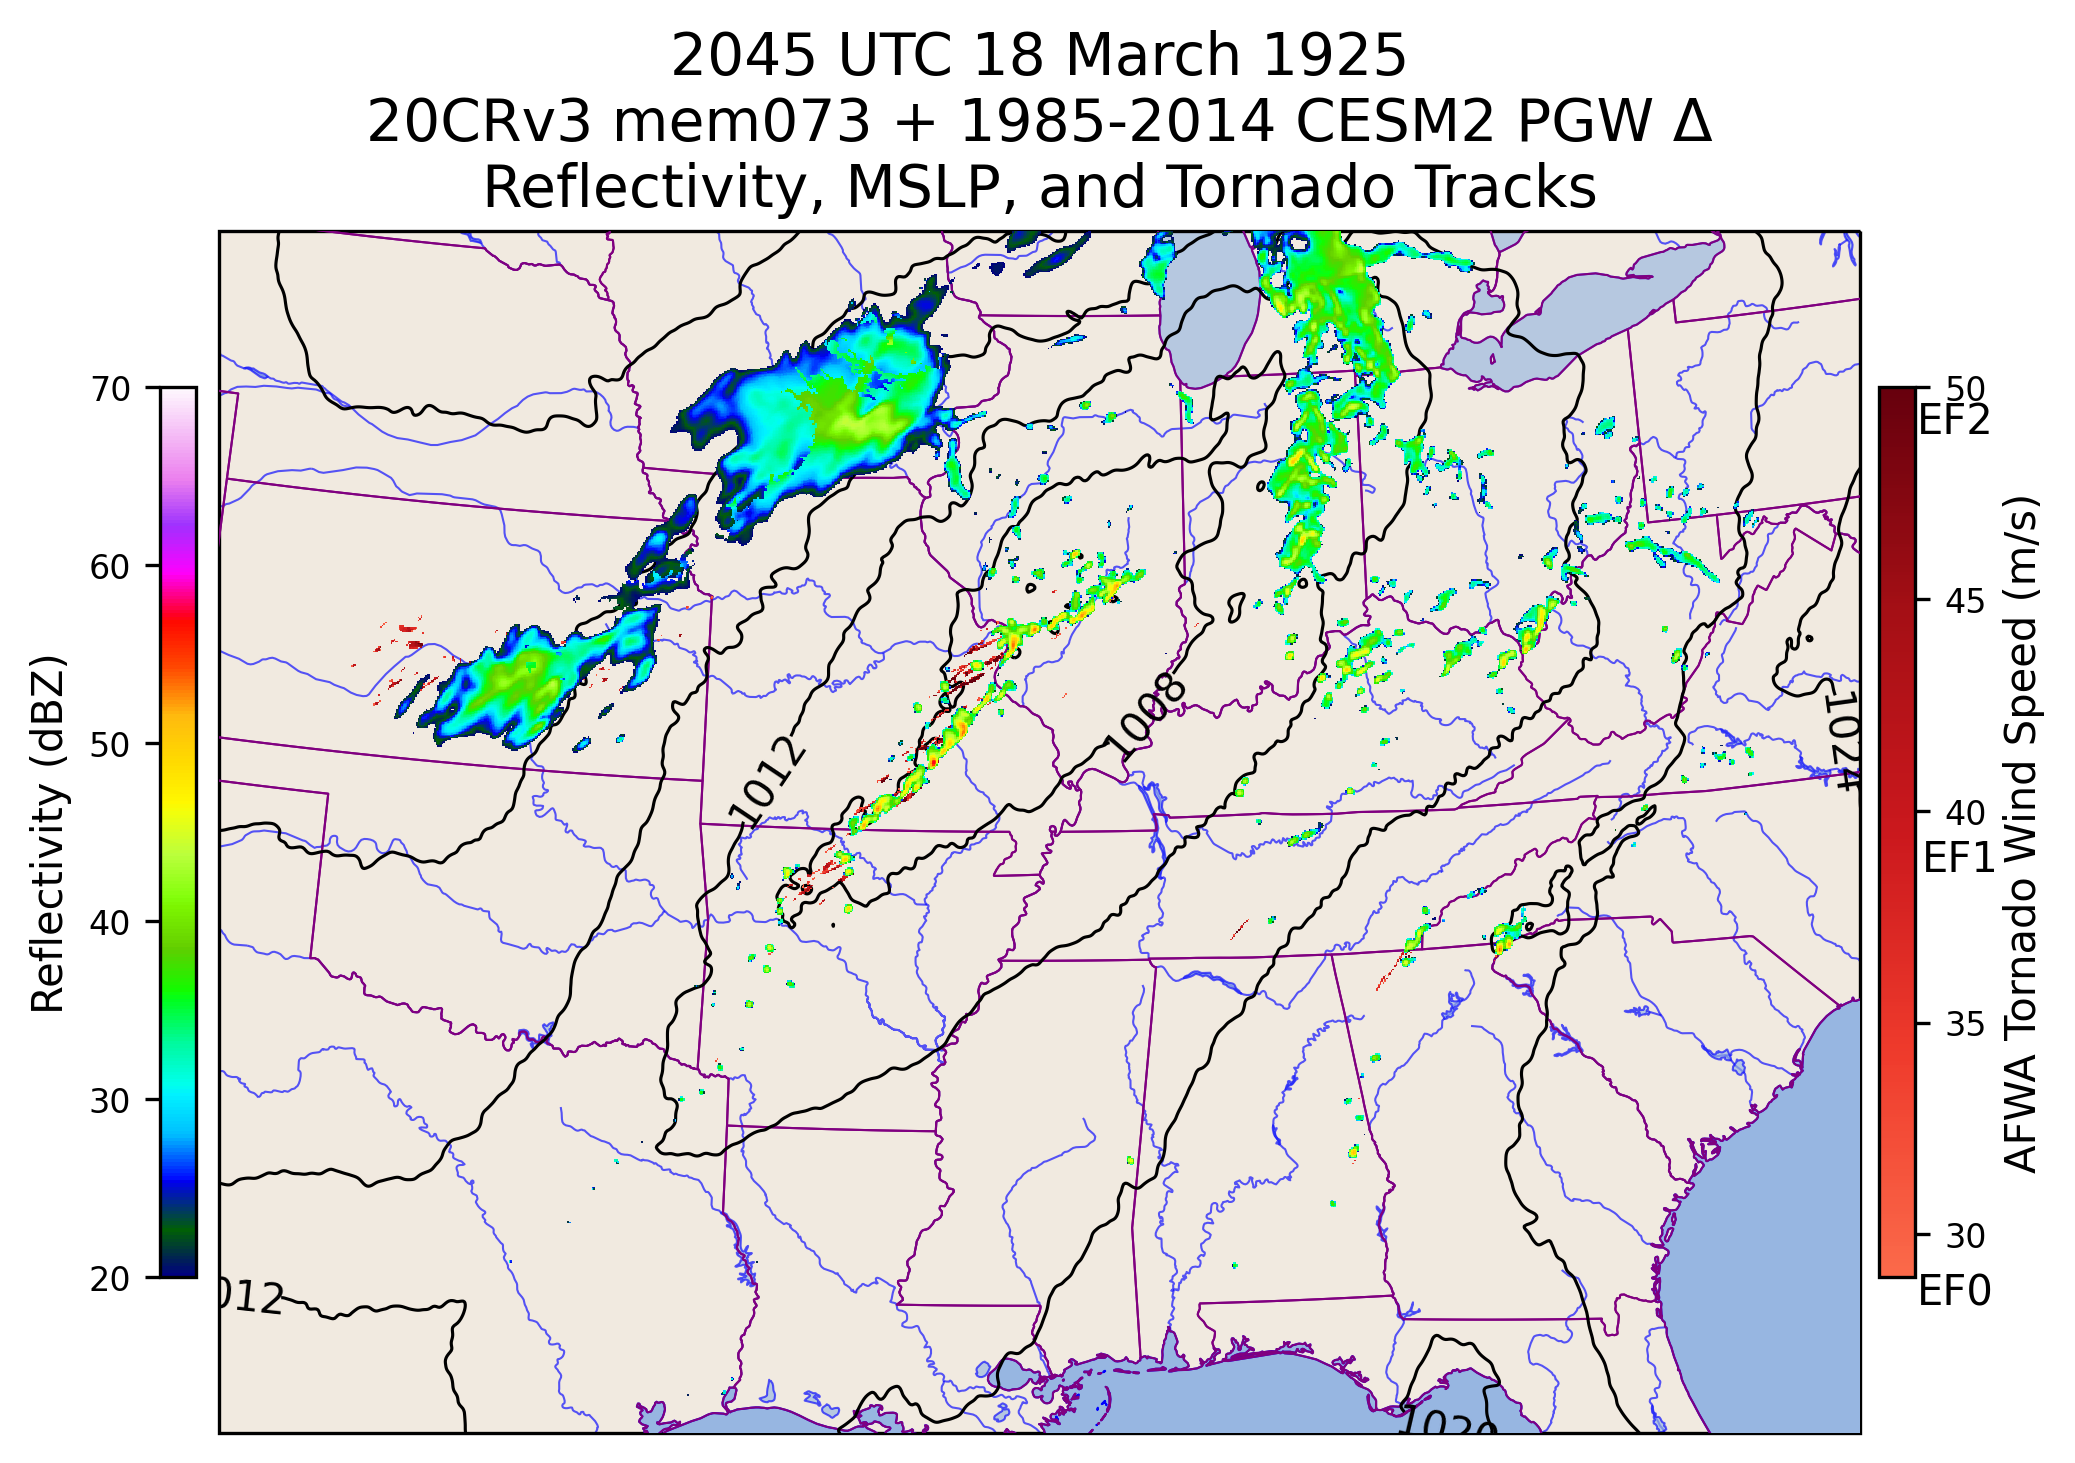 2045 UTC 18 March 1925
20CRv3 mem073 + 1985-2014 CESM2 PGW Δ
Reflectivity, MSLP, and Tornado Tracks
70
60
50
40
30
20
Reflectivity (dBZ)
1012
1008
1024
012
1020
50
EF2
45
40
EF1
35
30
EF0
AFWA Tornado Wind Speed (m/s)